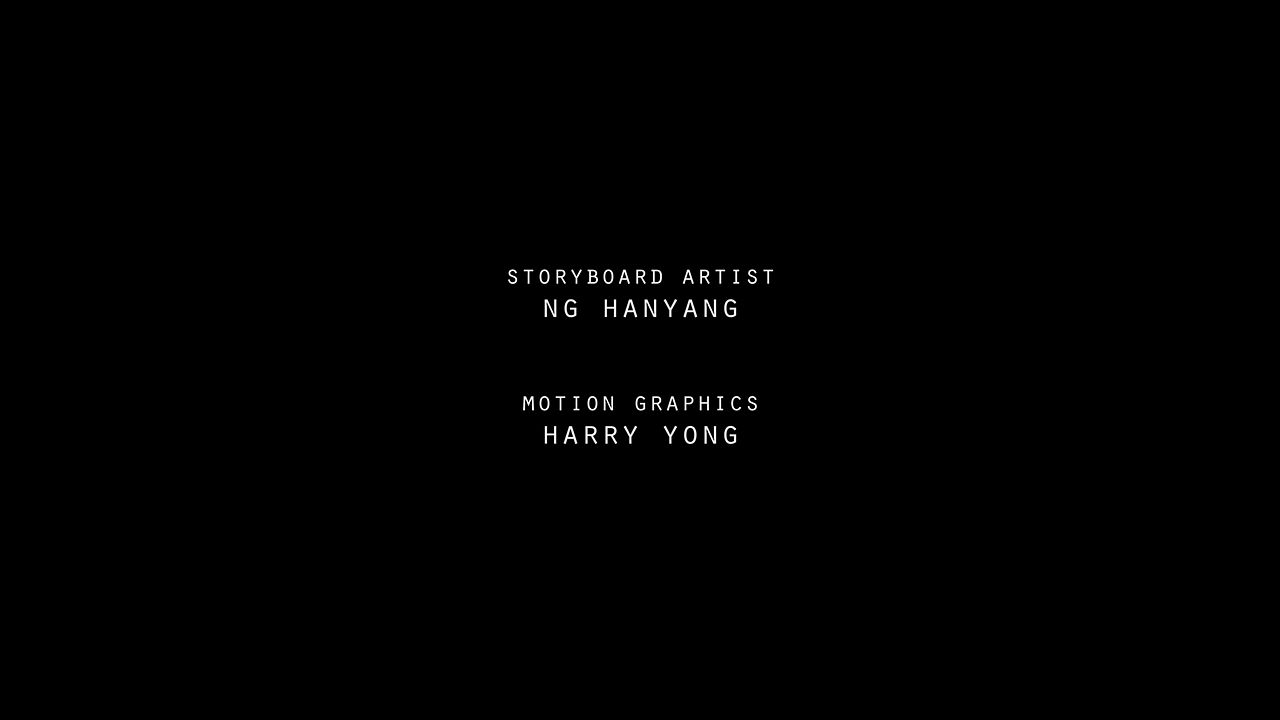 STORYBOARD ARTIST
NG HANYANG
MOTION GRAPHICS
HARRY YONG